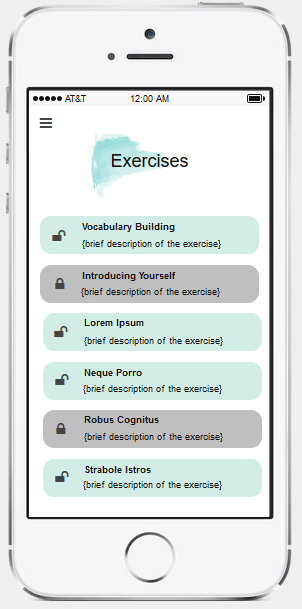 AT&T 12:00 AM
Exercises
Vocabulary Building
{brief description of the exercise}
Introducing Yourself
{brief description of the exercise}
Lorem Ipsum
{brief description of the exercise}
Neque Porro
{brief description of the exercise}
Robus Cognitus
{brief description of the exercise}
Strabole Istros
{brief description of the exercise}